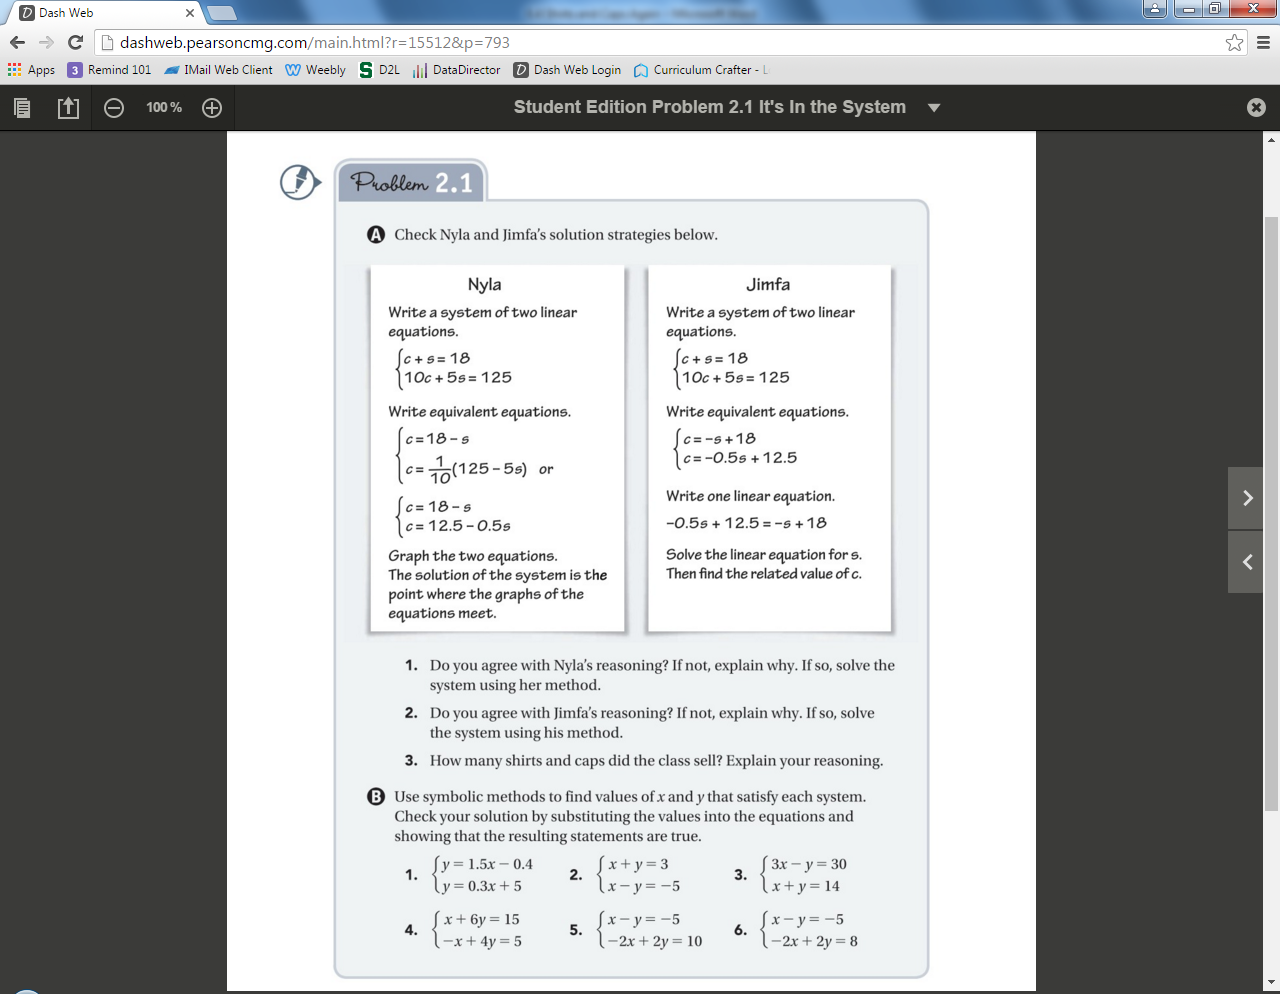 Dash Web
dashweb.pearsoncmg.com/main.html?r=15512&p=793
Apps 3 Remind 101 IMail Web Client Weebly S D2L DataDirector D Dash Web Login Curriculum Crafter - L
100 % Student Edition Problem 2.1 It's In the System
Problem 2.1
A Check Nyla and Jimfa's solution strategies below.
Nyla
Write a system of two linear
equations.
c + s = 18
10c + 5s = 125
Write equivalent equations.
c = 18 - s
c = 1/10 (125 - 5s) or
c = 18 - s
c = 12.5 - 0.5s
Graph the two equations.
The solution of the system is the
point where the graphs of the
equations meet.
Jimfa
Write a system of two linear
equations.
c + s = 18
10c + 5s = 125
Write equivalent equations.
c = -s + 18
c = -0.5s + 12.5
Write one linear equation.
-0.5s + 12.5 = -s + 18
Solve the linear equation for s.
Then find the related value of c.
1. Do you agree with Nyla's reasoning? If not, explain why. If so, solve the
system using her method.
2. Do you agree with Jimfa's reasoning? If not, explain why. If so, solve
the system using his method.
3. How many shirts and caps did the class sell? Explain your reasoning.
B Use symbolic methods to find values of x and y that satisfy each system.
Check your solution by substituting the values into the equations and
showing that the resulting statements are true.
1. y = 1.5x − 0.4
y = 0.3x + 5
2. x + y = 3
x − y = −5
3. 3x − y = 30
x + y = 14
4. x + 6y = 15
−x + 4y = 5
5. x − y = −5
−2x + 2y = 10
6. x − y = −5
−2x + 2y = 8